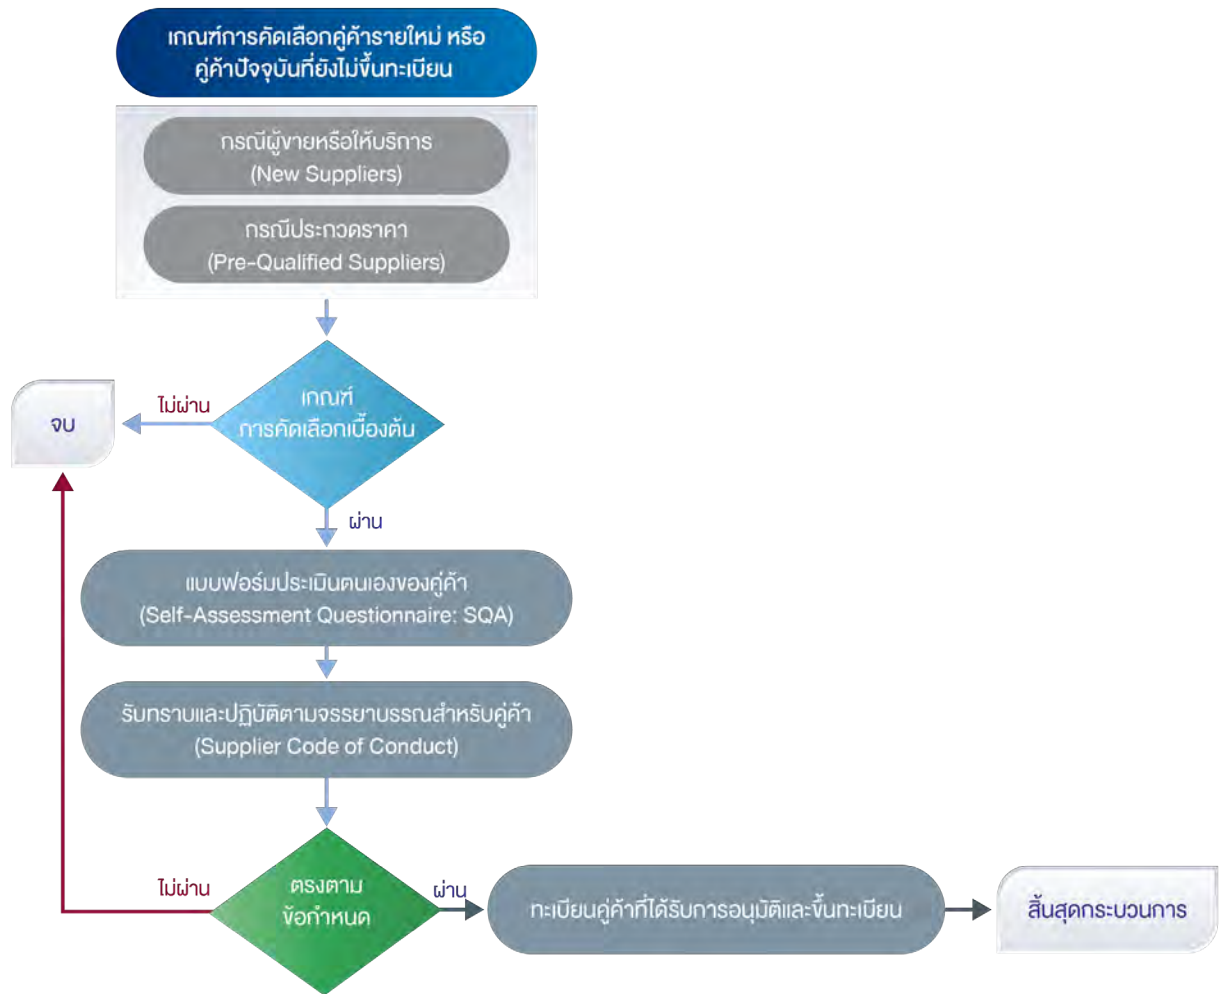 เกณฑ์การคัดเลือกคู่ค้ารายใหม่ หรือ
คู่ค้าปัจจุบันที่ยังไม่ขึ้นทะเบียน
กรณีผู้ขายหรือให้บริการ
(New Suppliers)
กรณีประกวดราคา
(Pre-Qualified Suppliers)
เกณฑ์
การคัดเลือกเบื้องต้น
ไม่ผ่าน
จบ
ผ่าน
แบบฟอร์มประเมินตนเองของคู่ค้า
(Self-Assessment Questionnaire: SQA)
รับทราบและปฏิบัติตามจรรยาบรรณสำหรับคู่ค้า
(Supplier Code of Conduct)
ไม่ผ่าน
ตรงตาม
ข้อกำหนด
ผ่าน
ทะเบียนคู่ค้าที่ได้รับการอนุมัติและขึ้นทะเบียน
สิ้นสุดกระบวนการ